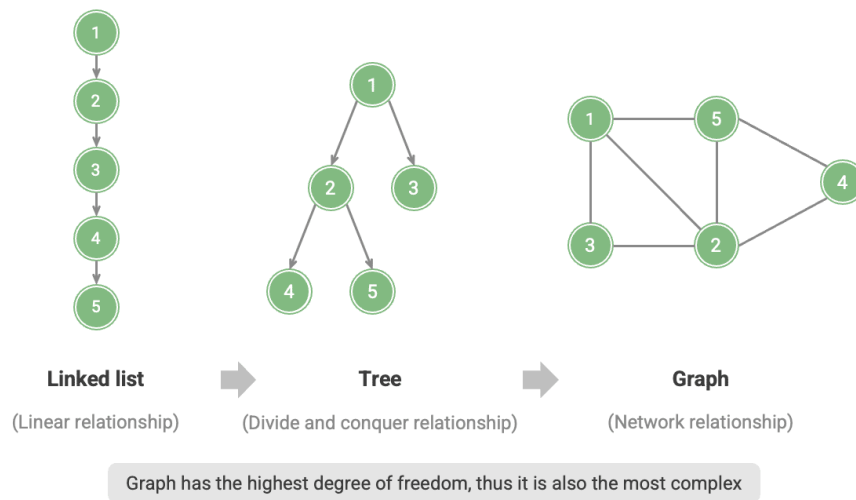 1
2
3
4
5
1
2
3
4
5
1
5
4
3
2
Linked list
Tree
Graph
(Linear relationship)
(Divide and conquer relationship)
(Network relationship)
Graph has the highest degree of freedom, thus it is also the most complex